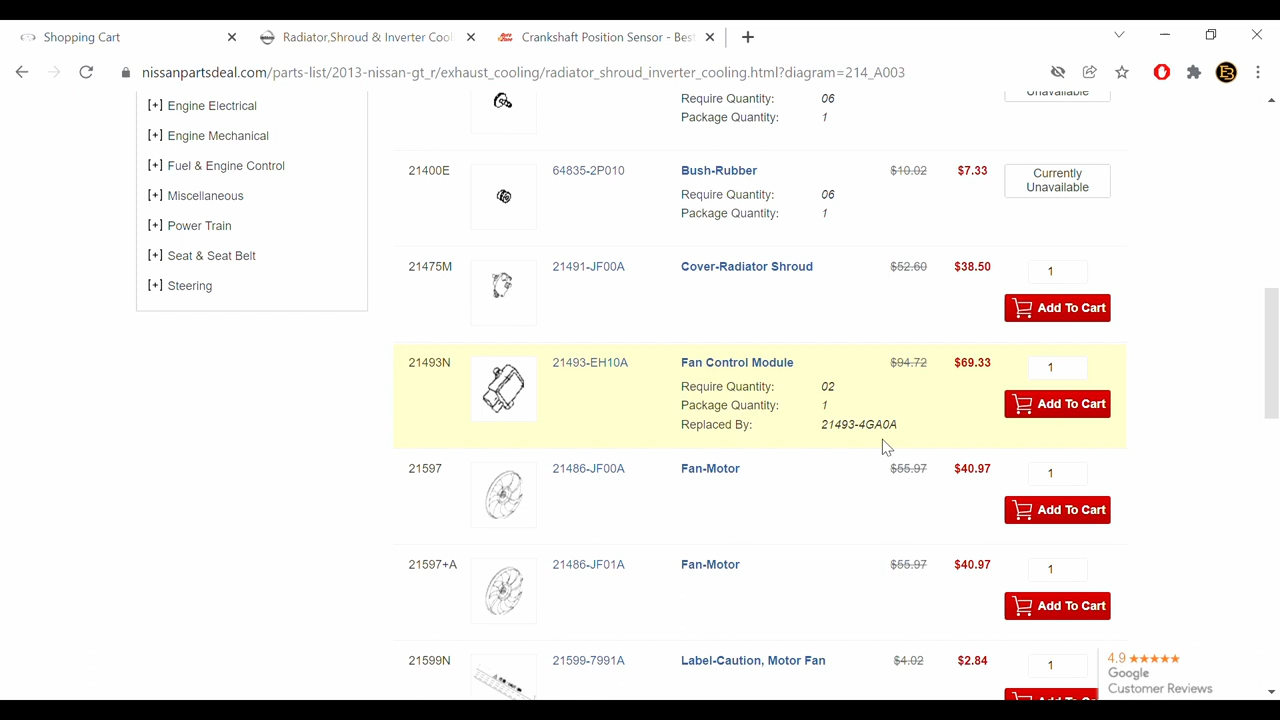 Shopping Cart
Radiator,Shroud & Inverter Cool
Crankshaft Position Sensor - Best
nissanpartsdeal.com/parts-list/2013-nissan-gt_r/exhaust_cooling/radiator_shroud_inverter_cooling.html?diagram=214_A003
[+] Engine Electrical
[+] Engine Mechanical
[+] Fuel & Engine Control
[+] Miscellaneous
[+] Power Train
[+] Seat & Seat Belt
[+] Steering
Require Quantity: 06
Package Quantity: 1
Unavailable
21400E 64835-2P010 Bush-Rubber $10.02 $7.33 Currently
Unavailable
Require Quantity: 06
Package Quantity: 1
21475M 21491-JF00A Cover-Radiator Shroud $52.60 $38.50 1
Add To Cart
21493N 21493-EH10A Fan Control Module $94.72 $69.33 1
Require Quantity: 02
Package Quantity: 1 Add To Cart
Replaced By: 21493-4GA0A
21597 21486-JF00A Fan-Motor $55.97 $40.97 1
Add To Cart
21597+A 21486-JF01A Fan-Motor $55.97 $40.97 1
Add To Cart
21599N 21599-7991A Label-Caution, Motor Fan $4.02 $2.84 1
Add To Cart
4.9 ★★★★★
Google
Customer Reviews